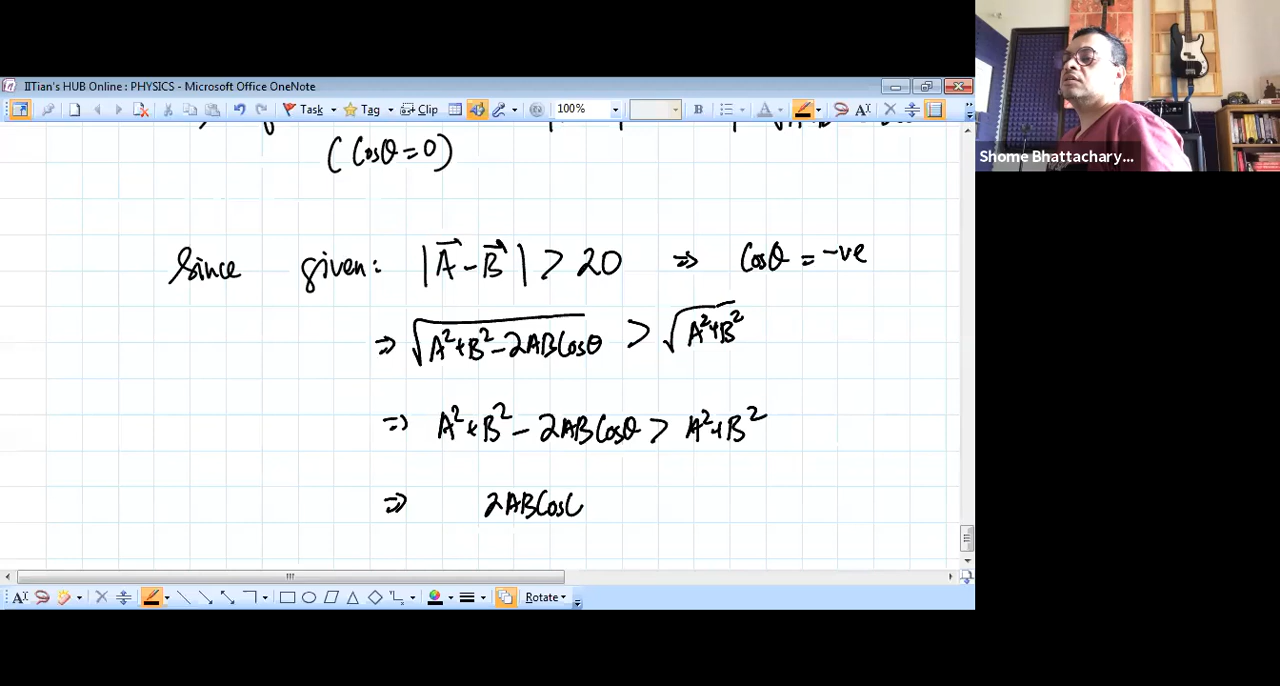 IITian's HUB Online : PHYSICS - Microsoft Office OneNote
Task Tag Clip 100% B A A
(Cosθ = 0)
Since given: |A⃗ - B⃗| > 20 ⇒ Cosθ = -ve
⇒ √(A²+B²-2ABCosθ) > √(A²+B²)
⇒ A²+B² - 2ABCosθ > A²+B²
⇒ 2ABCos
A Rotate
Shome Bhattachary...